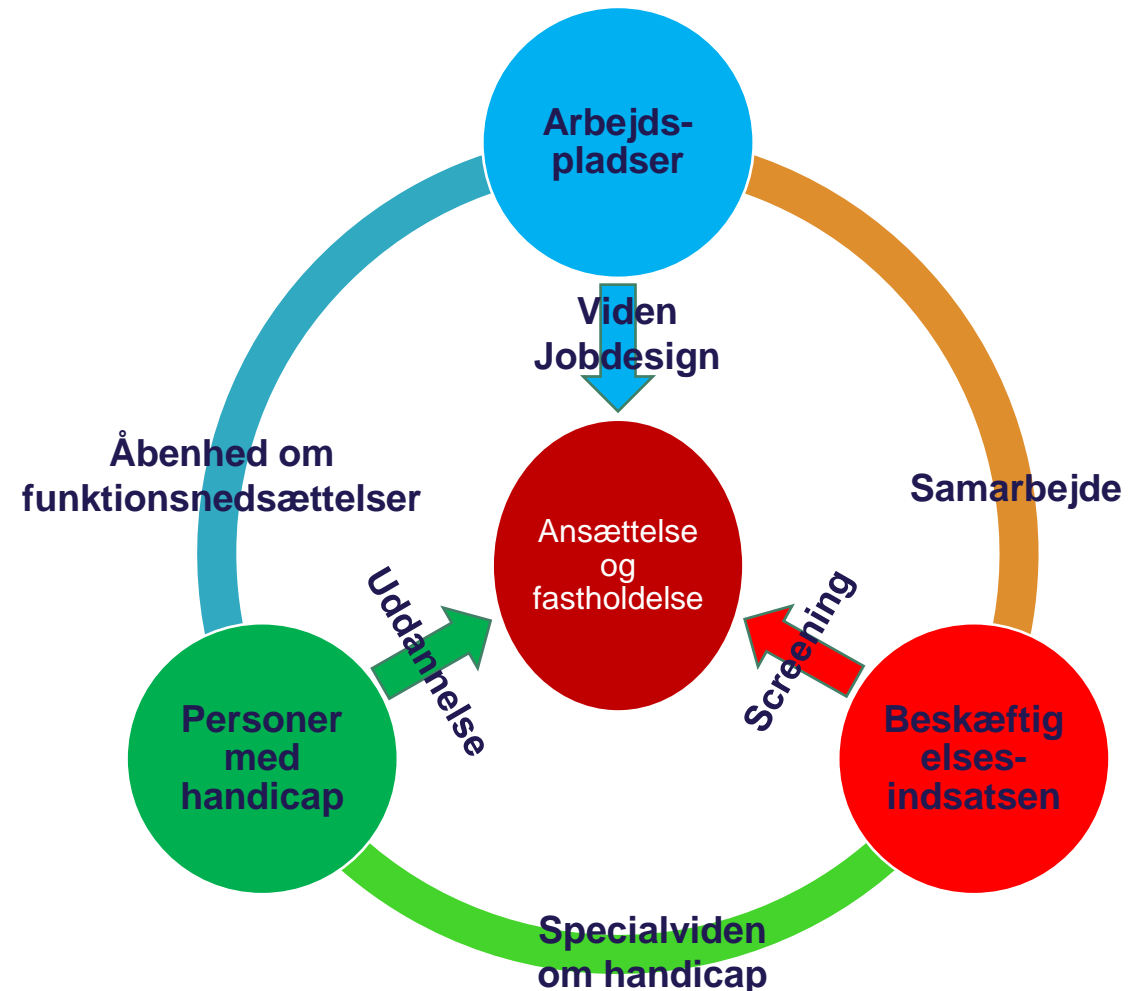 Arbejds-
pladser
Viden
Jobdesign
Åbenhed om
funktionsnedsættelser
Samarbejde
Ansættelse
og
fastholdelse
Uddannelse
Screening
Personer
med
handicap
Beskæftig
elses-
indsatsen
Specialviden
om handicap